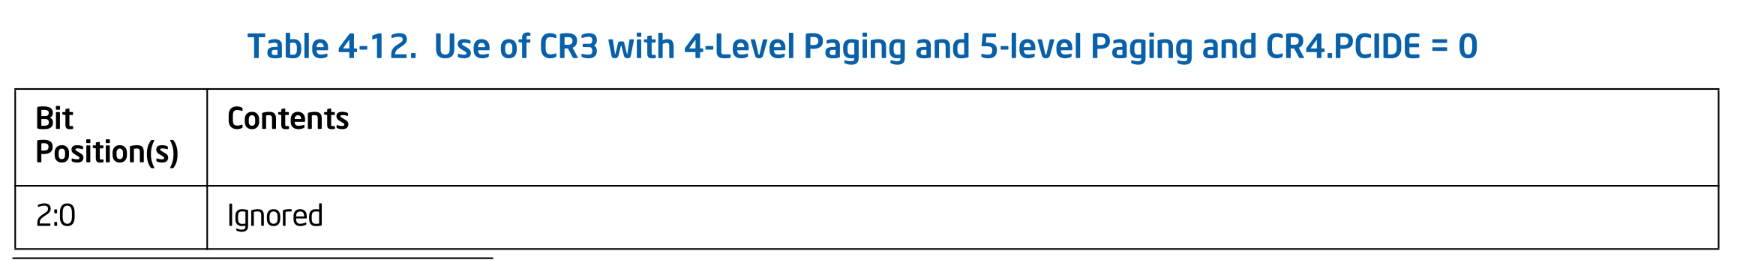 Table 4-12. Use of CR3 with 4-Level Paging and 5-level Paging and CR4.PCIDE = 0
Bit
Position(s)
Contents
2:0
Ignored